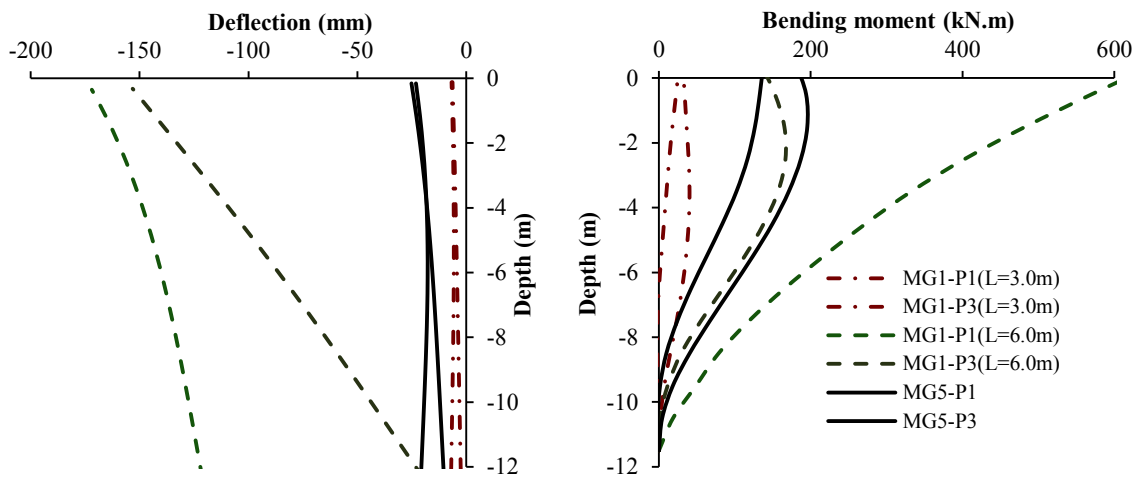 Deflection (mm)
-200 -150 -100 -50 0
0
-2
-4
-6
-8
-10
-12
Depth (m)
Bending moment (kN.m)
0 200 400 600
0
-2
-4
-6
-8
-10
-12
Depth (m)
MG1-P1(L=3.0m)
MG1-P3(L=3.0m)
MG1-P1(L=6.0m)
MG1-P3(L=6.0m)
MG5-P1
MG5-P3